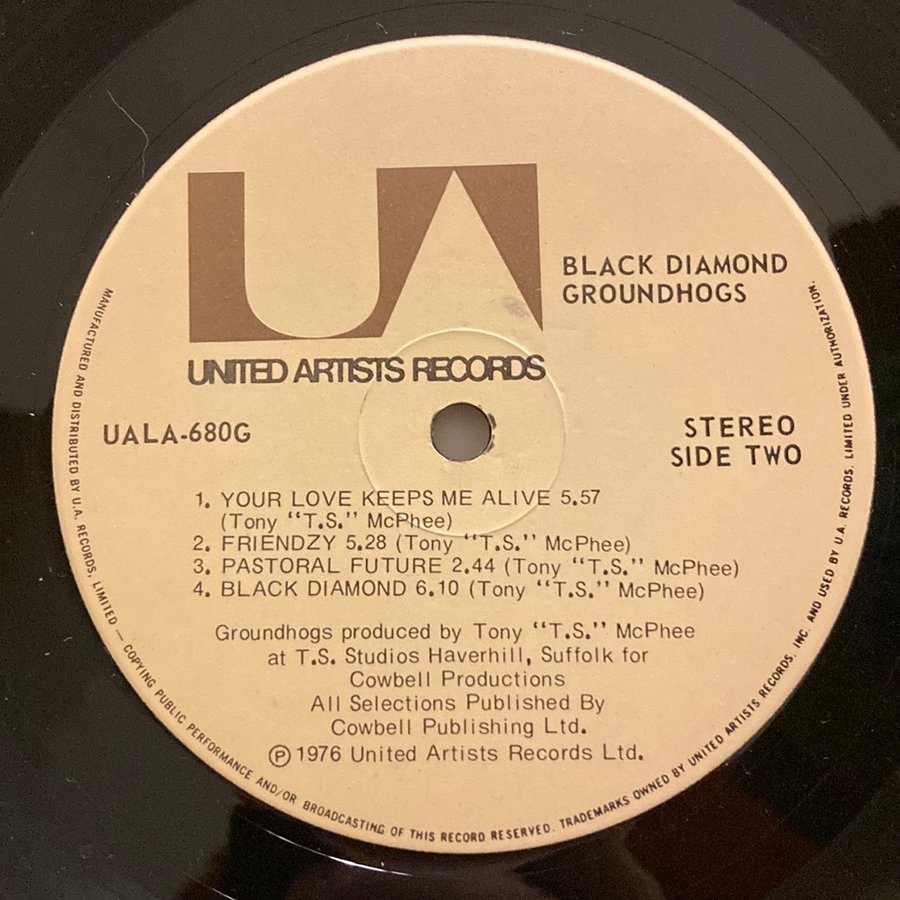 UA
UNITED ARTISTS RECORDS
BLACK DIAMOND
GROUNDHOGS
UALA-680G
STEREO
SIDE TWO
1. YOUR LOVE KEEPS ME ALIVE 5.57
(Tony "T.S." McPhee)
2. FRIENDZY 5.28 (Tony "T.S." McPhee)
3. PASTORAL FUTURE 2.44 (Tony "T.S." McPhee)
4. BLACK DIAMOND 6.10 (Tony "T.S." McPhee)
Groundhogs produced by Tony "T.S." McPhee
at T.S. Studios Haverhill, Suffolk for
Cowbell Productions
All Selections Published By
Cowbell Publishing Ltd.
℗ 1976 United Artists Records Ltd.
MANUFACTURED AND DISTRIBUTED BY U.A. RECORDS, LIMITED — COPYING PUBLIC PERFORMANCE AND/OR BROADCASTING OF THIS RECORD RESERVED. TRADEMARKS OWNED BY UNITED ARTISTS RECORDS, INC. AND USED BY U.A. RECORDS, LIMITED UNDER AUTHORIZATION.